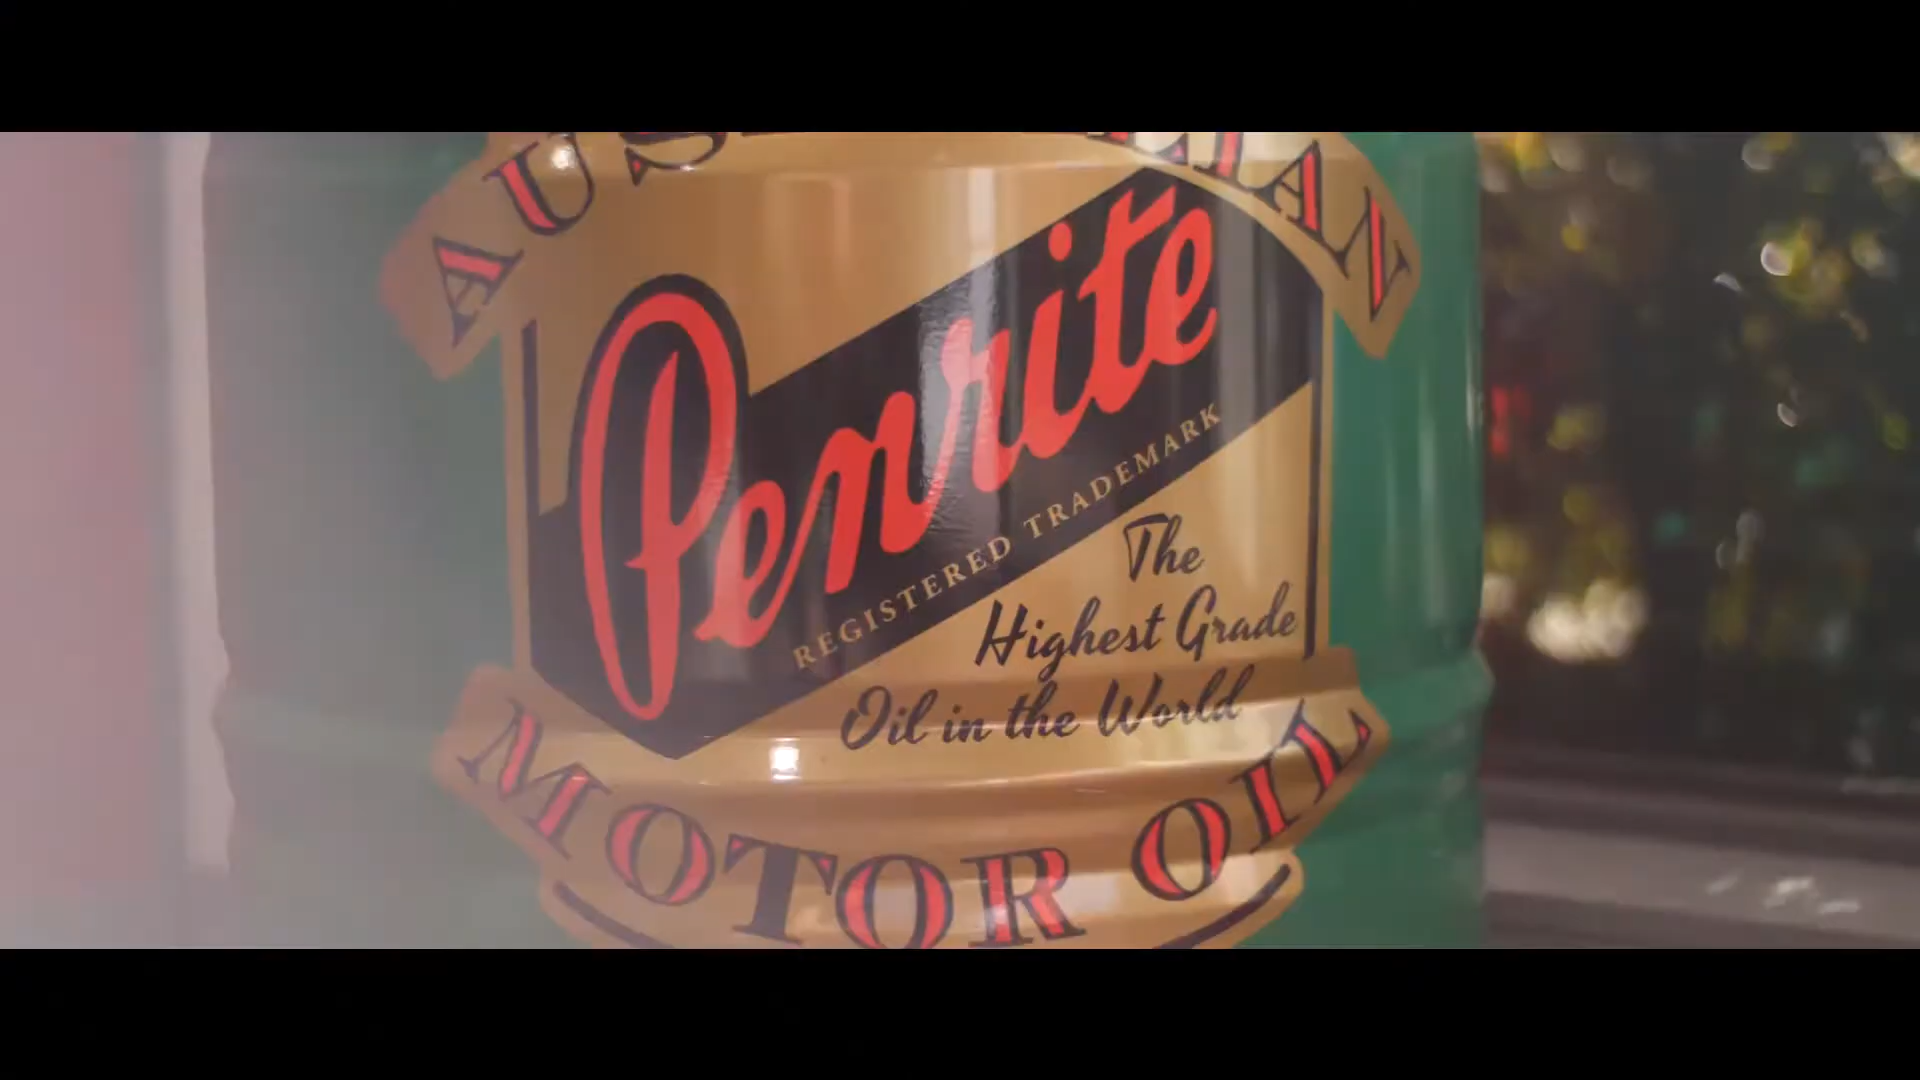 Penrite
REGISTERED TRADEMARK
The
Highest Grade
Oil in the World
MOTOR OIL